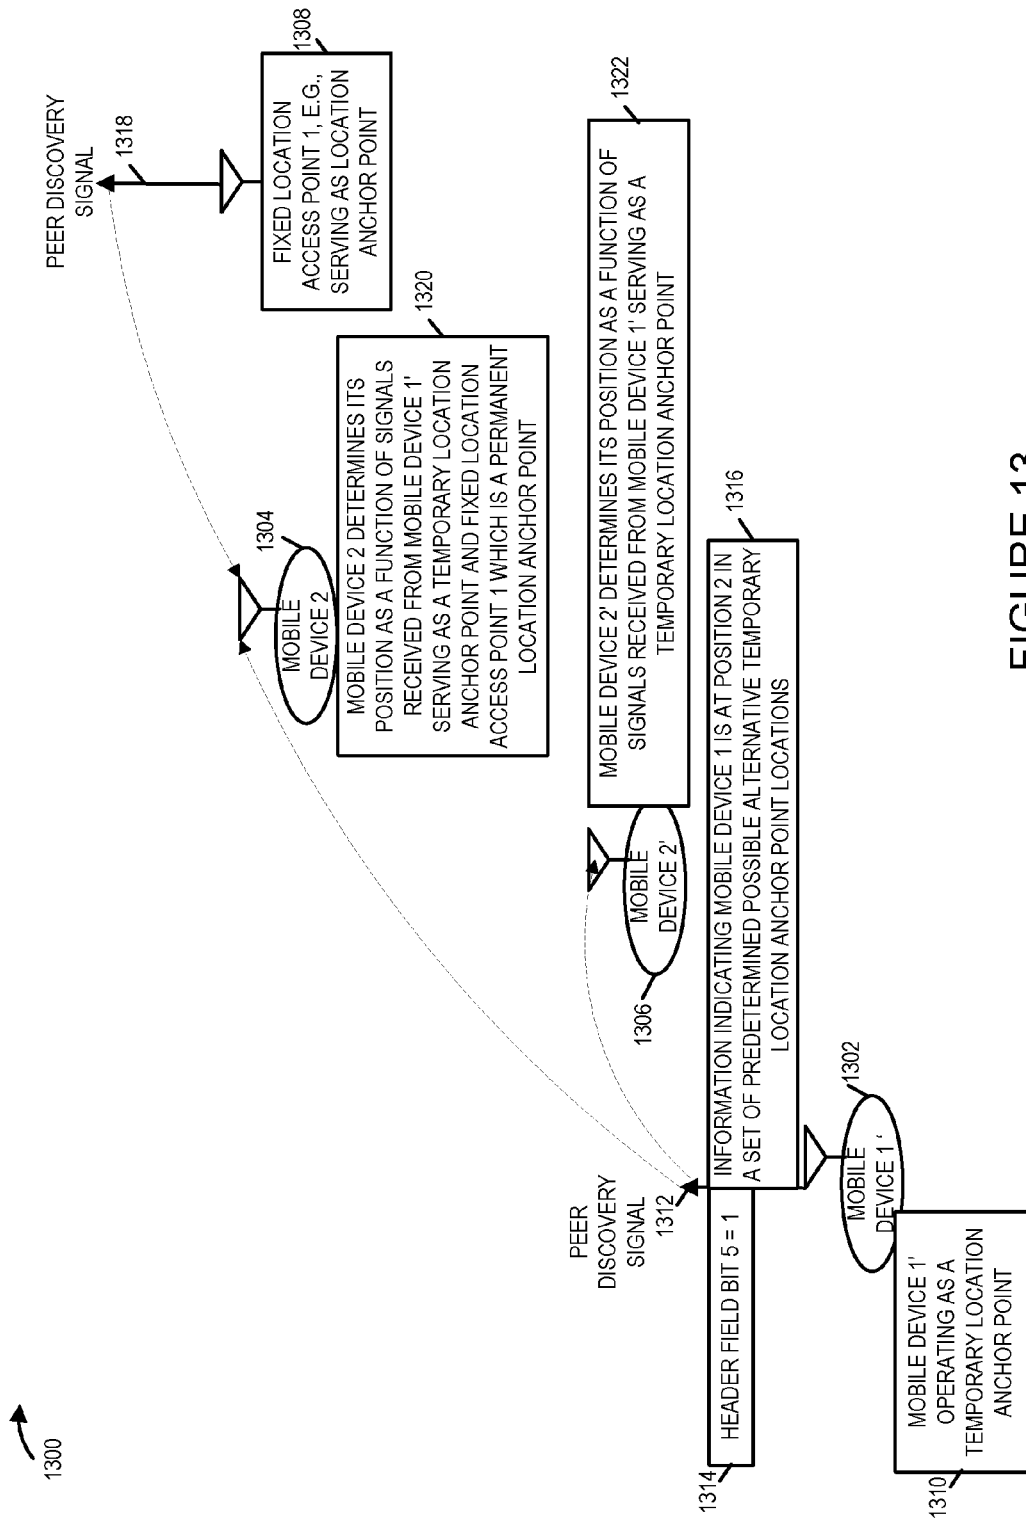 1300
PEER DISCOVERY
SIGNAL
1318
1308
FIXED LOCATION
ACCESS POINT 1, E.G.,
SERVING AS LOCATION
ANCHOR POINT
1304
MOBILE
DEVICE 2
1320
MOBILE DEVICE 2 DETERMINES ITS
POSITION AS A FUNCTION OF SIGNALS
RECEIVED FROM MOBILE DEVICE 1'
SERVING AS A TEMPORARY LOCATION
ANCHOR POINT AND FIXED LOCATION
ACCESS POINT 1 WHICH IS A PERMANENT
LOCATION ANCHOR POINT
1306
MOBILE
DEVICE 2'
1322
MOBILE DEVICE 2' DETERMINES ITS POSITION AS A FUNCTION OF
SIGNALS RECEIVED FROM MOBILE DEVICE 1' SERVING AS A
TEMPORARY LOCATION ANCHOR POINT
PEER
DISCOVERY
SIGNAL
1312
1314
HEADER FIELD BIT 5 = 1
1316
INFORMATION INDICATING MOBILE DEVICE 1 IS AT POSITION 2 IN
A SET OF PREDETERMINED POSSIBLE ALTERNATIVE TEMPORARY
LOCATION ANCHOR POINT LOCATIONS
1302
MOBILE
DEVICE 1 '
1310
MOBILE DEVICE 1'
OPERATING AS A
TEMPORARY LOCATION
ANCHOR POINT
FIGURE 13